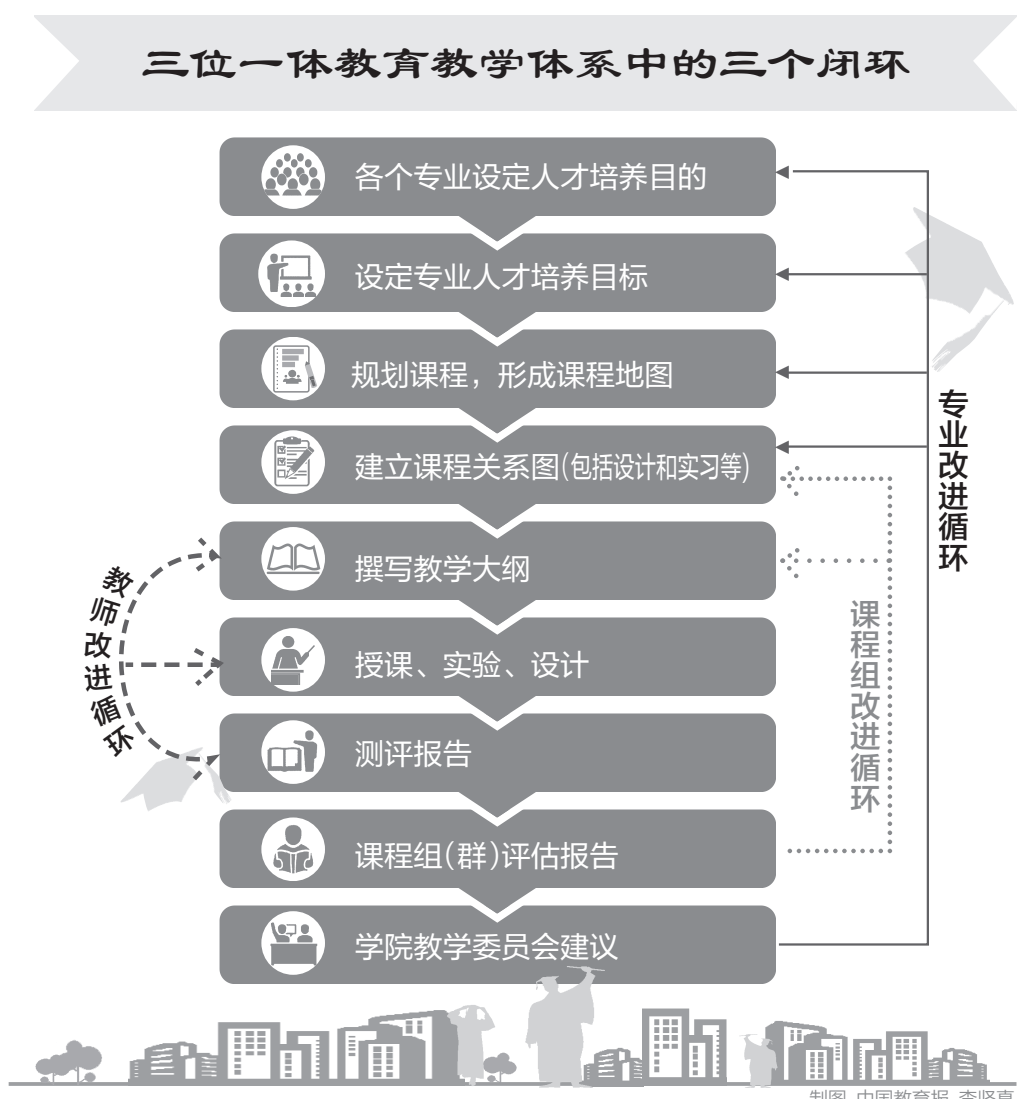 三位一体教育教学体系中的三个闭环
各个专业设定人才培养目的
设定专业人才培养目标
规划课程，形成课程地图
建立课程关系图(包括设计和实习等)
撰写教学大纲
授课、实验、设计
测评报告
课程组(群)评估报告
学院教学委员会建议
教师改进循环
课程组改进循环
专业改进循环
制图 中国教育报 李坚真